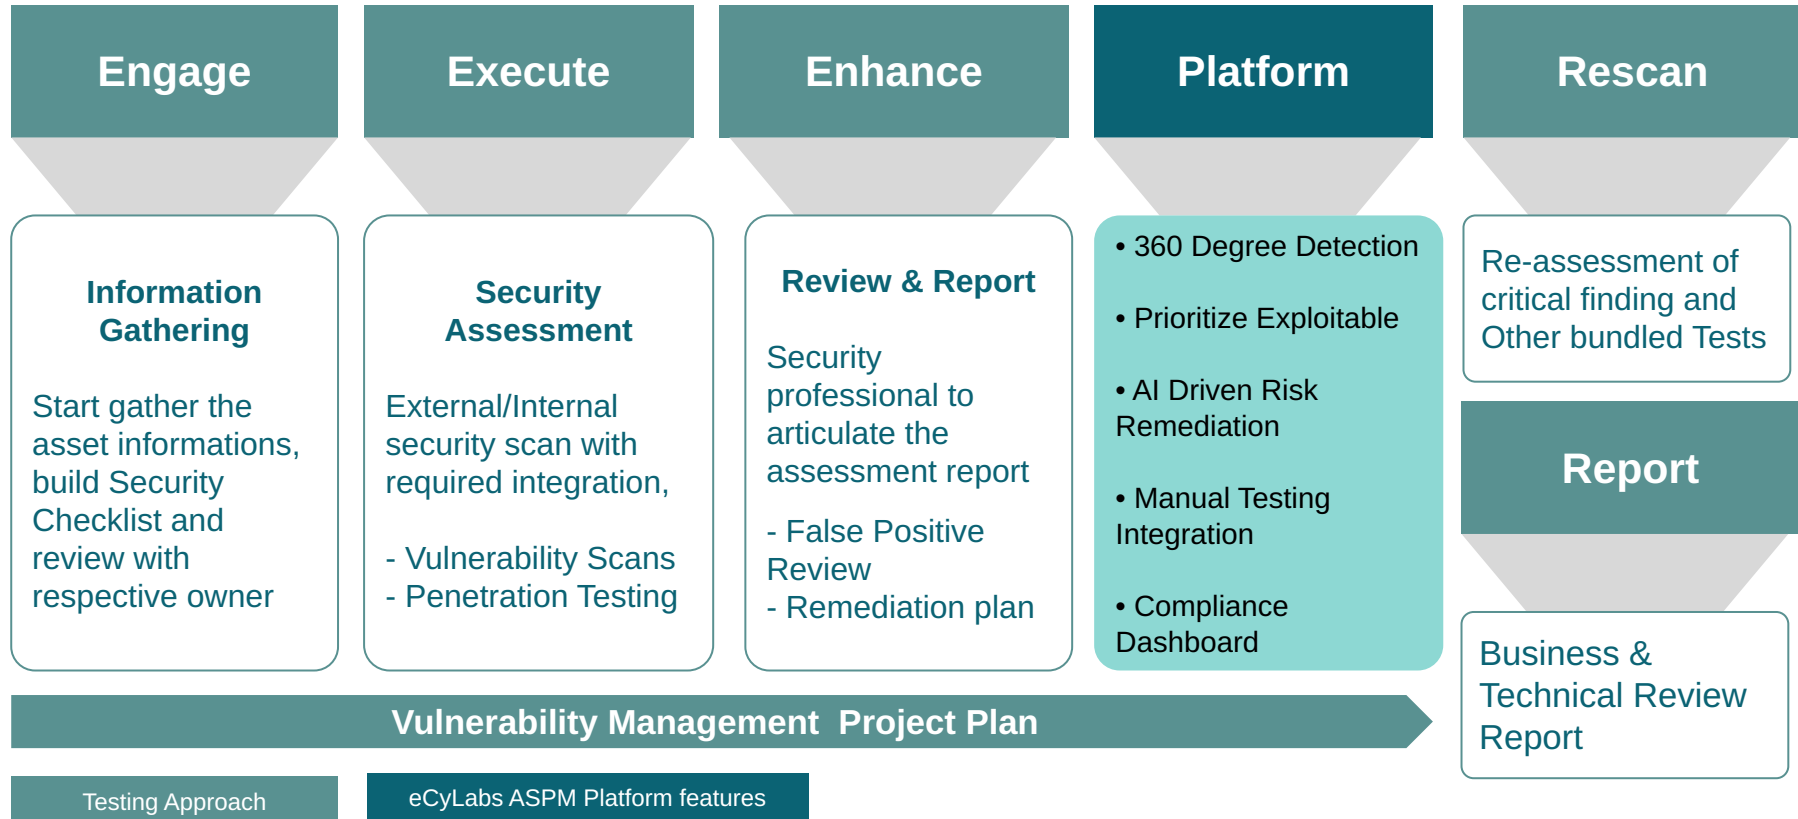 Engage
Information
Gathering
Start gather the
asset informations,
build Security
Checklist and
review with
respective owner
Execute
Security
Assessment
External/Internal
security scan with
required integration,
- Vulnerability Scans
- Penetration Testing
Enhance
Review & Report
Security
professional to
articulate the
assessment report
- False Positive
Review
- Remediation plan
Platform
• 360 Degree Detection
• Prioritize Exploitable
• AI Driven Risk
Remediation
• Manual Testing
Integration
• Compliance
Dashboard
Rescan
Re-assessment of
critical finding and
Other bundled Tests
Report
Business &
Technical Review
Report
Vulnerability Management  Project Plan
Testing Approach
eCyLabs ASPM Platform features